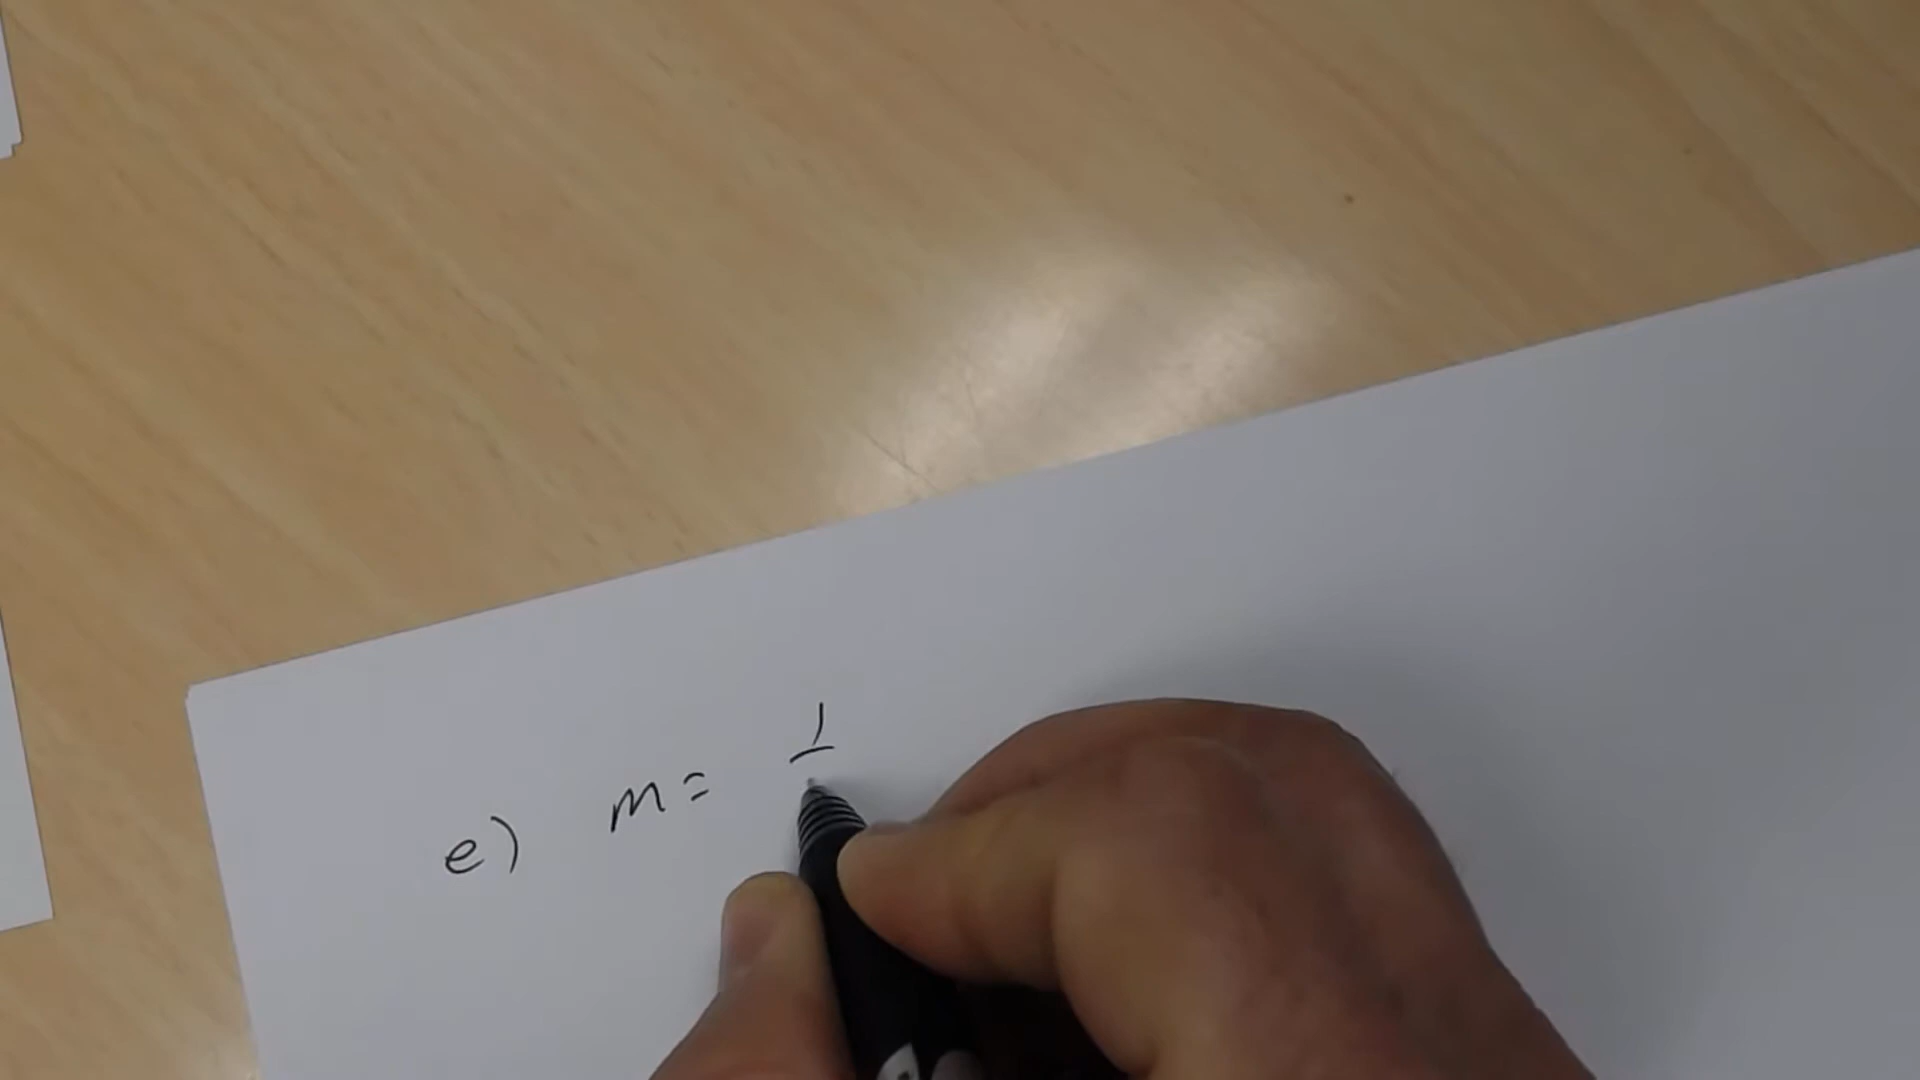 e) m = 1/